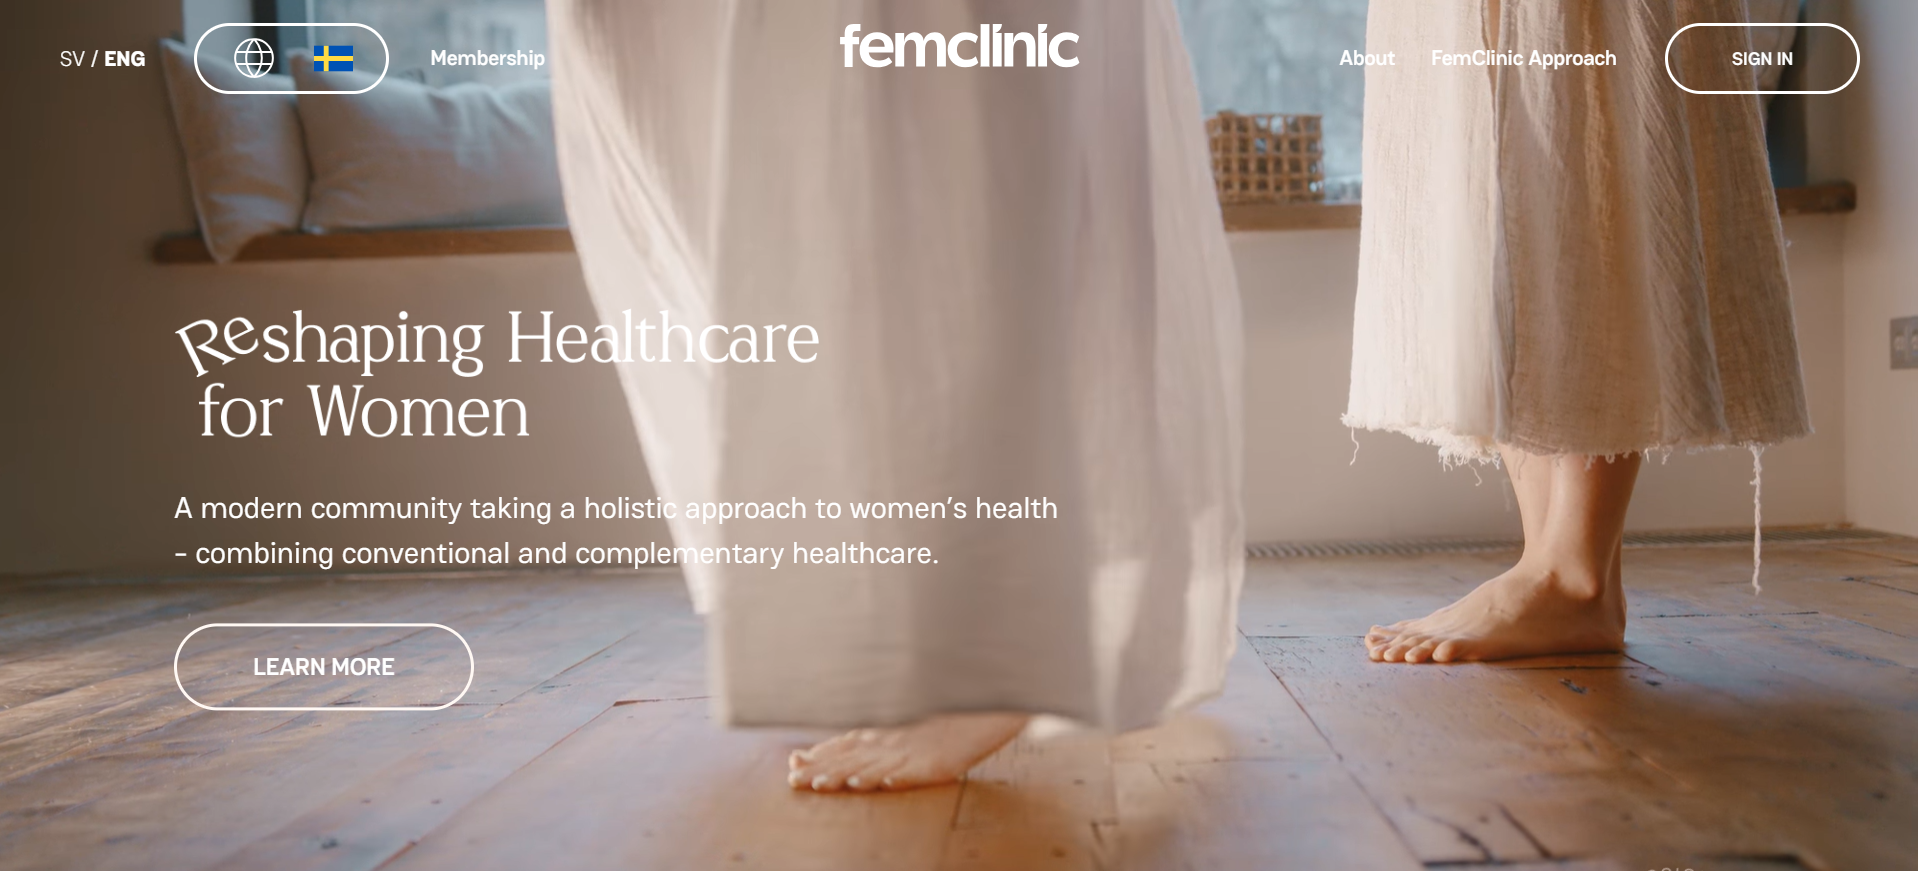 SV / ENG
Membership
femclinic
About
FemClinic Approach
SIGN IN
Reshaping Healthcare
for Women
A modern community taking a holistic approach to women’s health
– combining conventional and complementary healthcare.
LEARN MORE